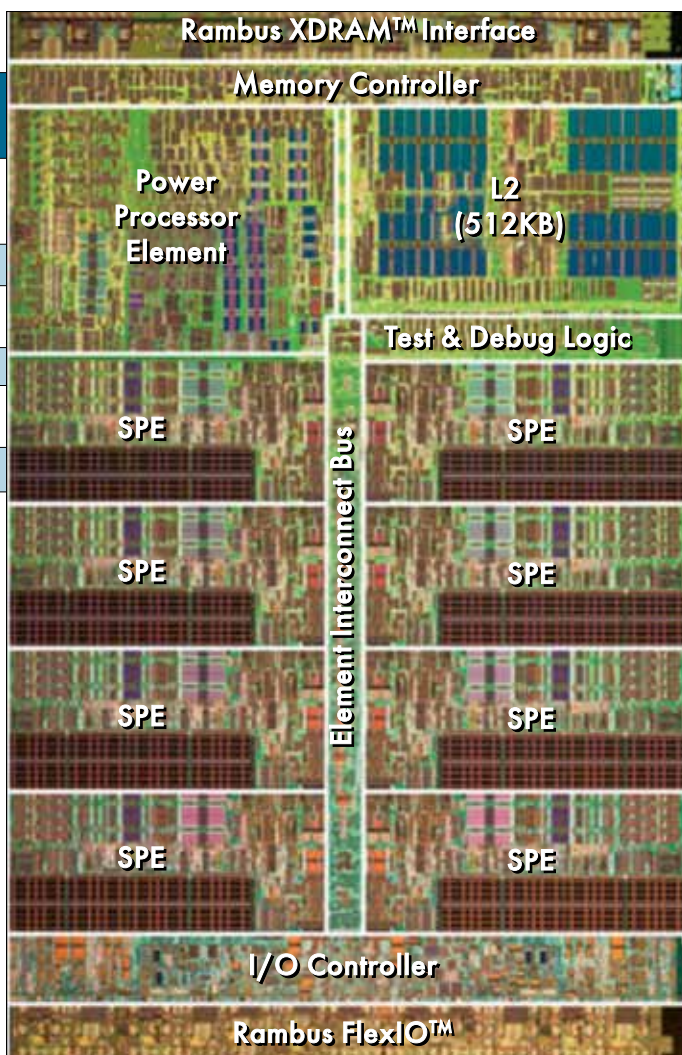 Rambus XDRAM™ Interface
Memory Controller
Power
Processor
Element
L2
(512KB)
Test & Debug Logic
SPE
SPE
Element Interconnect Bus
SPE
SPE
SPE
SPE
SPE
SPE
I/O Controller
Rambus FlexIO™